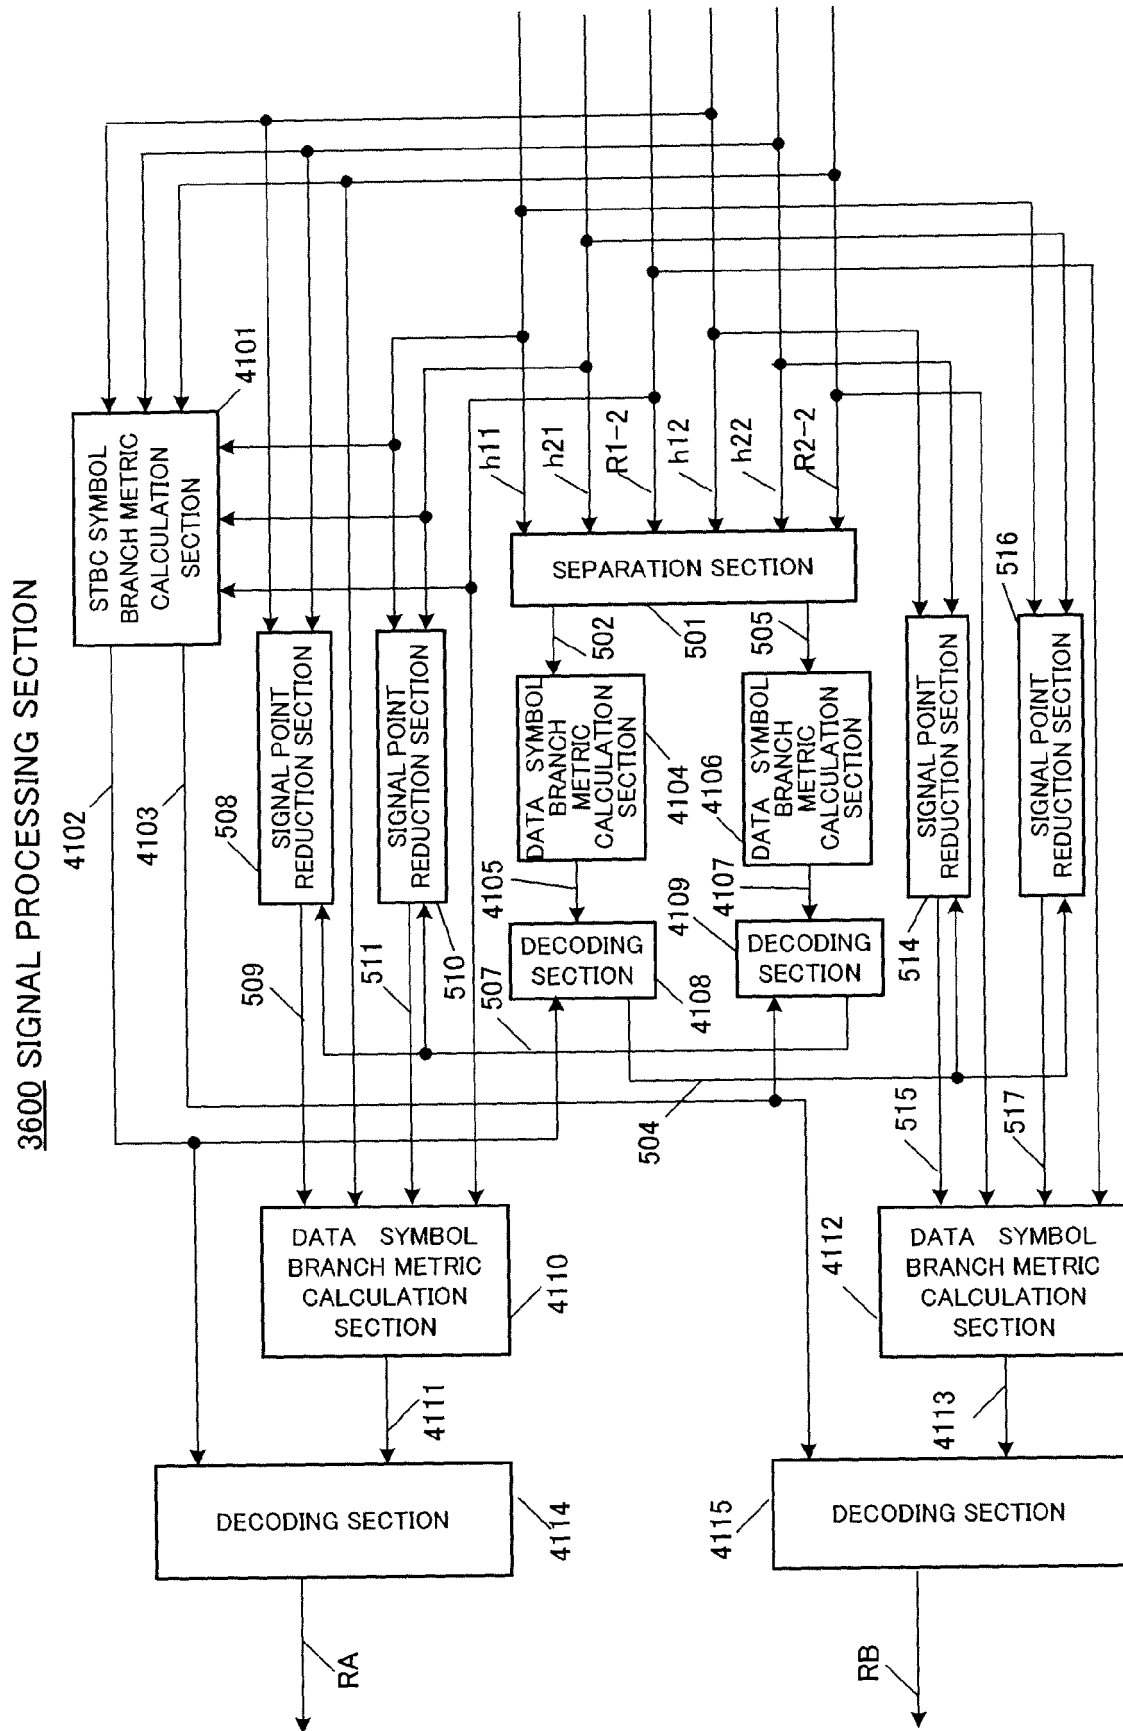 3600 SIGNAL PROCESSING SECTION
STBC SYMBOL
BRANCH METRIC
CALCULATION
SECTION
4101
4102
4103
SIGNAL POINT
REDUCTION SECTION
508
509
SIGNAL POINT
REDUCTION SECTION
510
511
h11
h21
R1-2
h12
h22
R2-2
SEPARATION SECTION
501
502
505
DATA SYMBOL
BRANCH
METRIC
CALCULATION
SECTION
4104
4105
DATA SYMBOL
BRANCH
METRIC
CALCULATION
SECTION
4106
4107
DECODING
SECTION
4108
DECODING
SECTION
4109
507
504
SIGNAL POINT
REDUCTION SECTION
514
515
SIGNAL POINT
REDUCTION SECTION
516
517
DATA SYMBOL
BRANCH METRIC
CALCULATION
SECTION
4110
4111
DATA SYMBOL
BRANCH METRIC
CALCULATION
SECTION
4112
4113
DECODING SECTION
4114
DECODING SECTION
4115
RA
RB